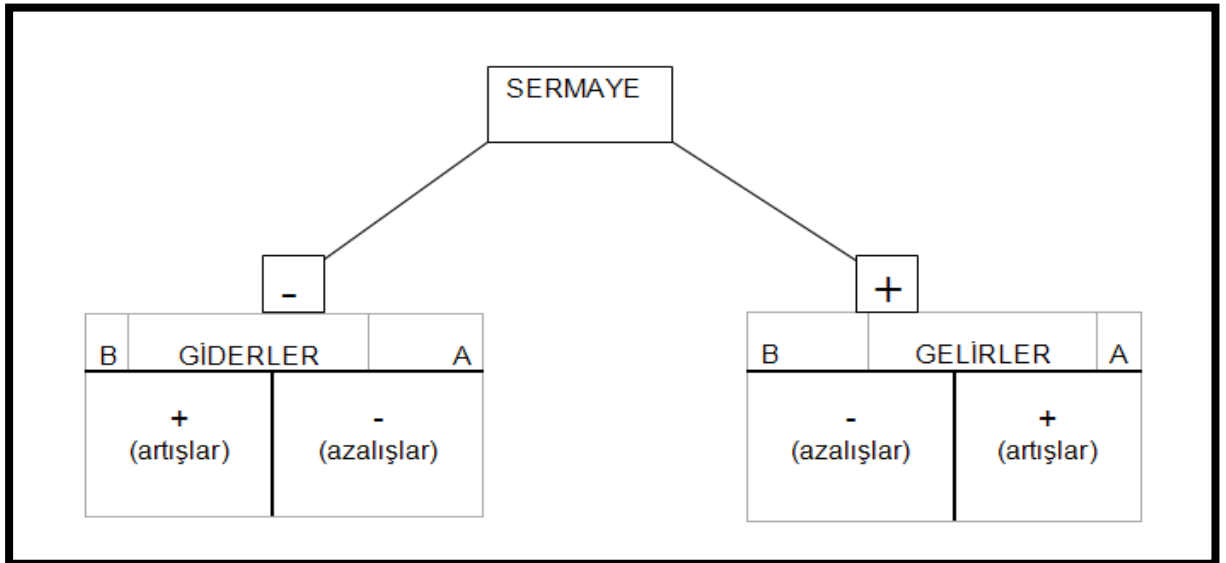 SERMAYE
-
+
B GİDERLER A
B GELİRLER A
+
(artışlar)
-
(azalışlar)
-
(azalışlar)
+
(artışlar)